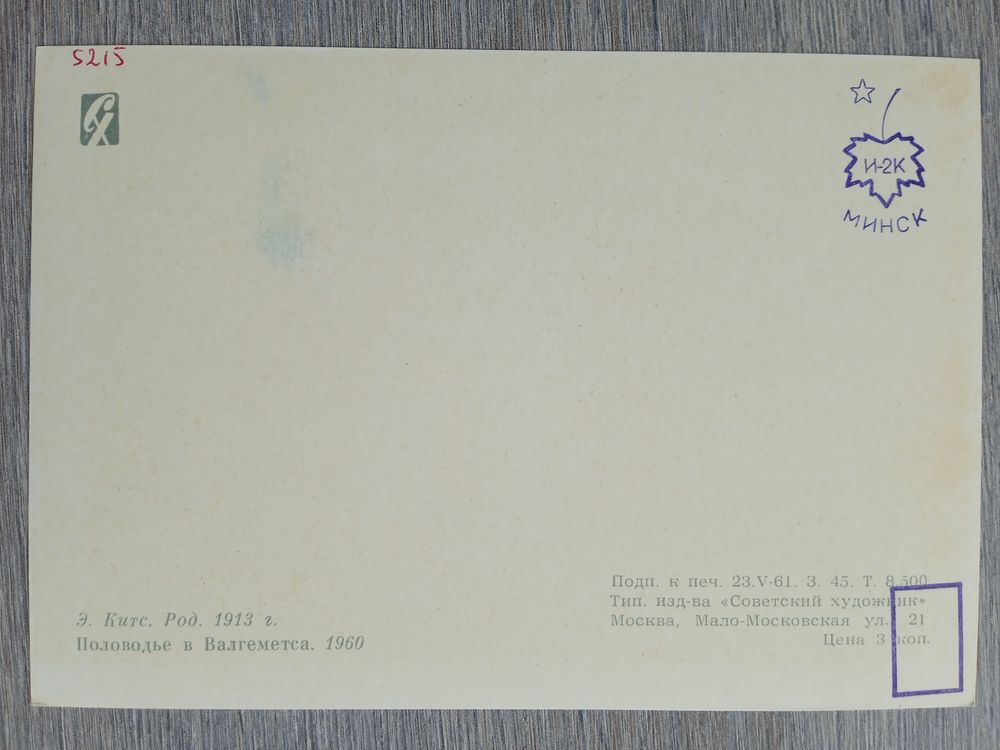 5215
СХ
И-2К
МИНСК
Э. Китс. Род. 1913 г.
Половодье в Валгеметса. 1960
Подп. к печ. 23.V-61. З. 45. Т. 8.500
Тип. изд-ва «Советский художник»
Москва, Мало-Московская ул. 21
Цена 3 коп.